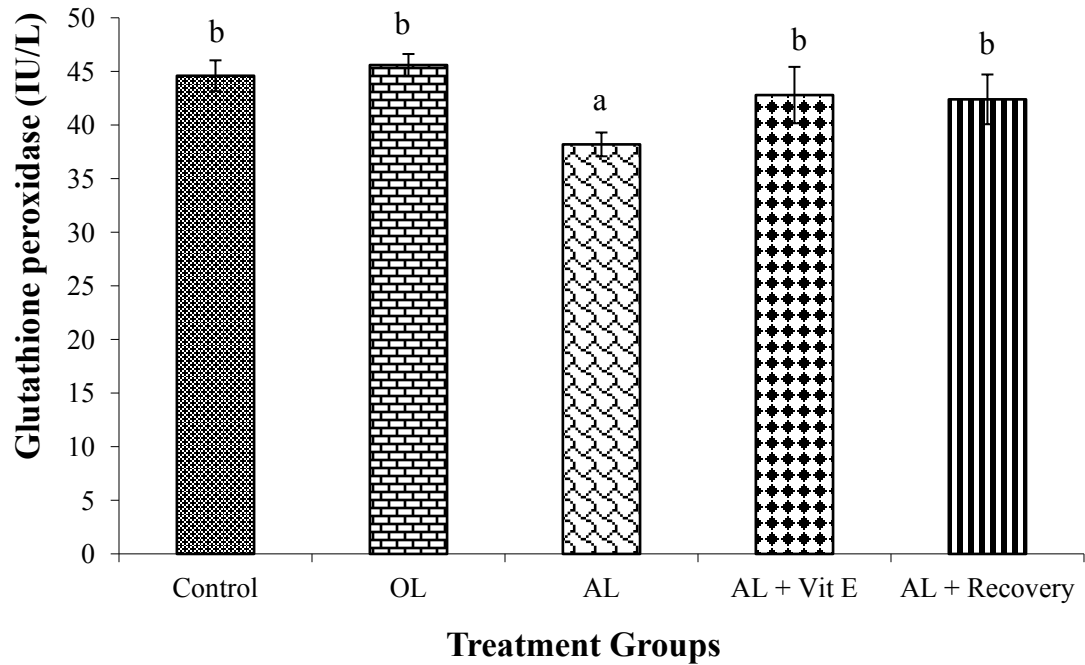 Glutathione peroxidase (IU/L)
50
45
40
35
30
25
20
15
10
5
0
b
b
a
b
b
Control
OL
AL
AL + Vit E
AL + Recovery
Treatment Groups